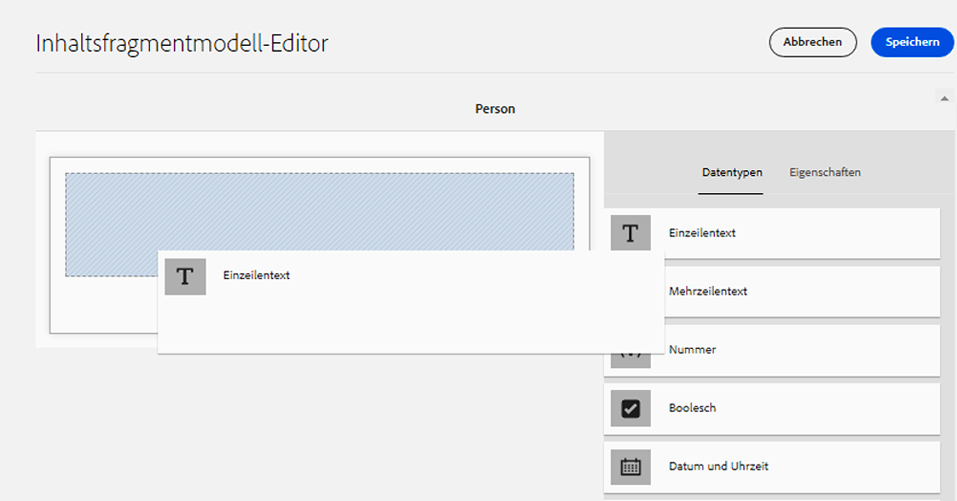 Inhaltsfragmentmodell-Editor
Abbrechen
Speichern
Person
Datentypen
Eigenschaften
Einzeilentext
Einzeilentext
Mehrzeilentext
Nummer
Boolesch
Datum und Uhrzeit